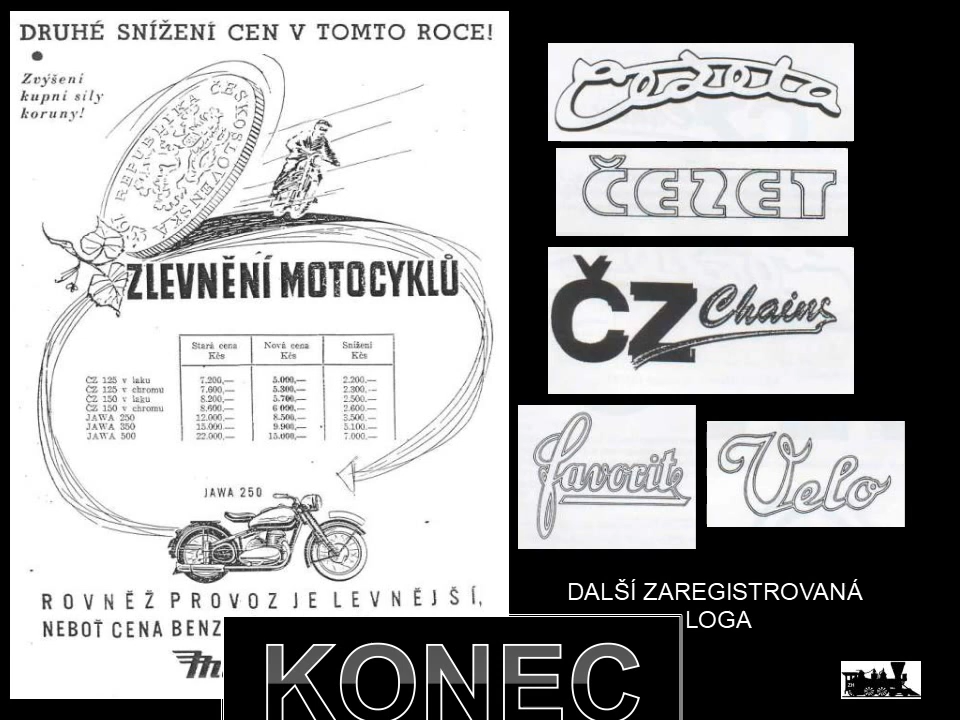 DRUHÉ SNÍŽENÍ CEN V TOMTO ROCE!
Zvýšení
kupní síly
koruny!
REPUBLIKA ČESKOSLOVENSKÁ
ZLEVNĚNÍ MOTOCYKLŮ
Stará cena Kčs Nová cena Kčs Snížení Kčs
ČZ 125 v laku 7.200,— 5.000,— 2.200,—
ČZ 125 v chromu 7.600,— 5.300,— 2.300,—
ČZ 150 v laku 8.200,— 5.700,— 2.500,—
ČZ 150 v chromu 8.600,— 6 000,— 2.600,—
JAWA 250 12.000,— 8.500,— 3.500,—
JAWA 350 15.000,— 9.900,— 5.100,—
JAWA 500 22.000,— 15.000,— 7.000,—
JAWA 250
ROVNĚŽ PROVOZ JE LEVNĚJŠÍ,
NEBOŤ CENA BENZ
ČEZET
ČZ Chains
favorite
Velo
DALŠÍ ZAREGISTROVANÁ
LOGA
KONEC
ZH